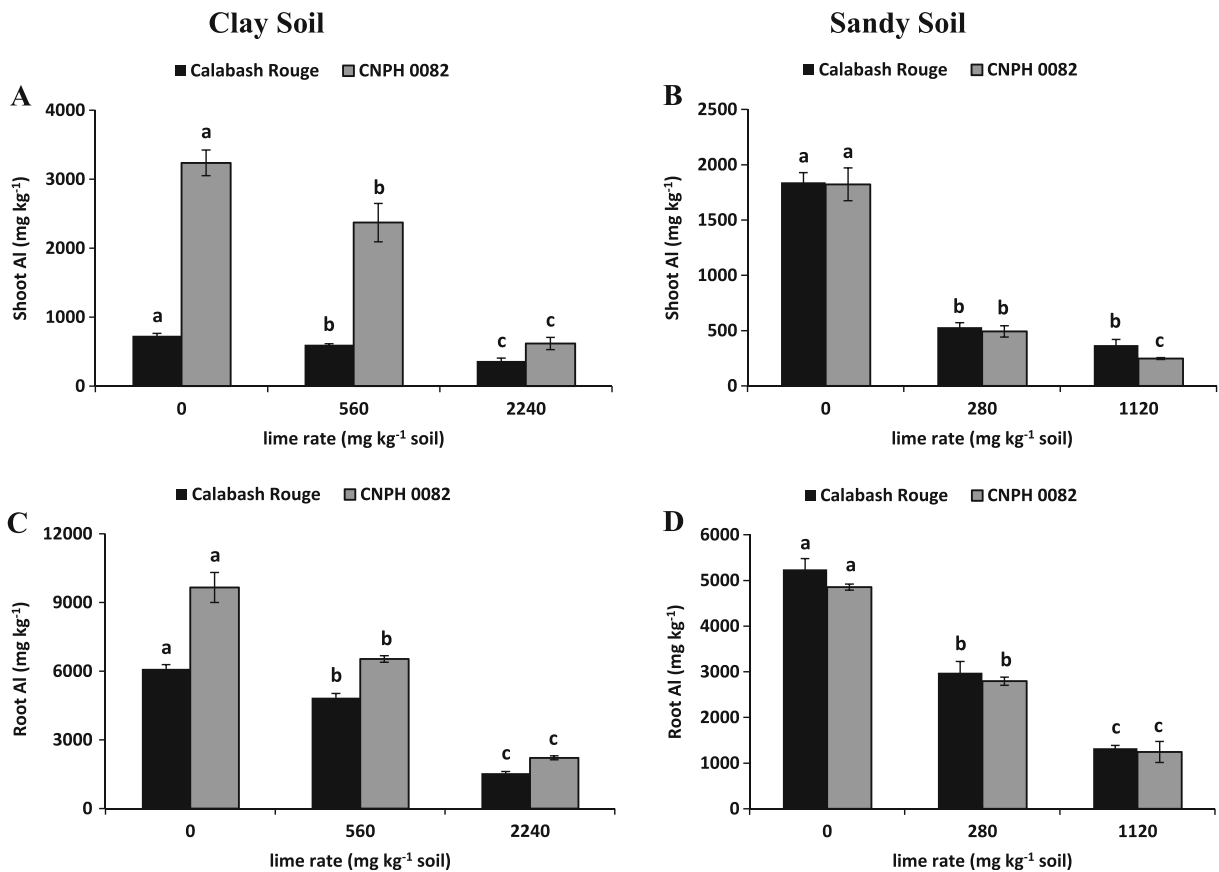 Clay Soil
Sandy Soil
A
Calabash Rouge CNPH 0082
Shoot Al (mg kg⁻¹)
4000
3000
2000
1000
0
a
a
b
b
c
c
0 560 2240
lime rate (mg kg⁻¹ soil)
B
Calabash Rouge CNPH 0082
Shoot Al (mg kg⁻¹)
2500
2000
1500
1000
500
0
a
a
b
b
b
c
0 280 1120
lime rate (mg kg⁻¹ soil)
C
Calabash Rouge CNPH 0082
Root Al (mg kg⁻¹)
12000
9000
6000
3000
0
a
a
b
b
c
c
0 560 2240
lime rate (mg kg⁻¹ soil)
D
Calabash Rouge CNPH 0082
Root Al (mg kg⁻¹)
6000
5000
4000
3000
2000
1000
0
a
a
b
b
c
c
0 280 1120
lime rate (mg kg⁻¹ soil)